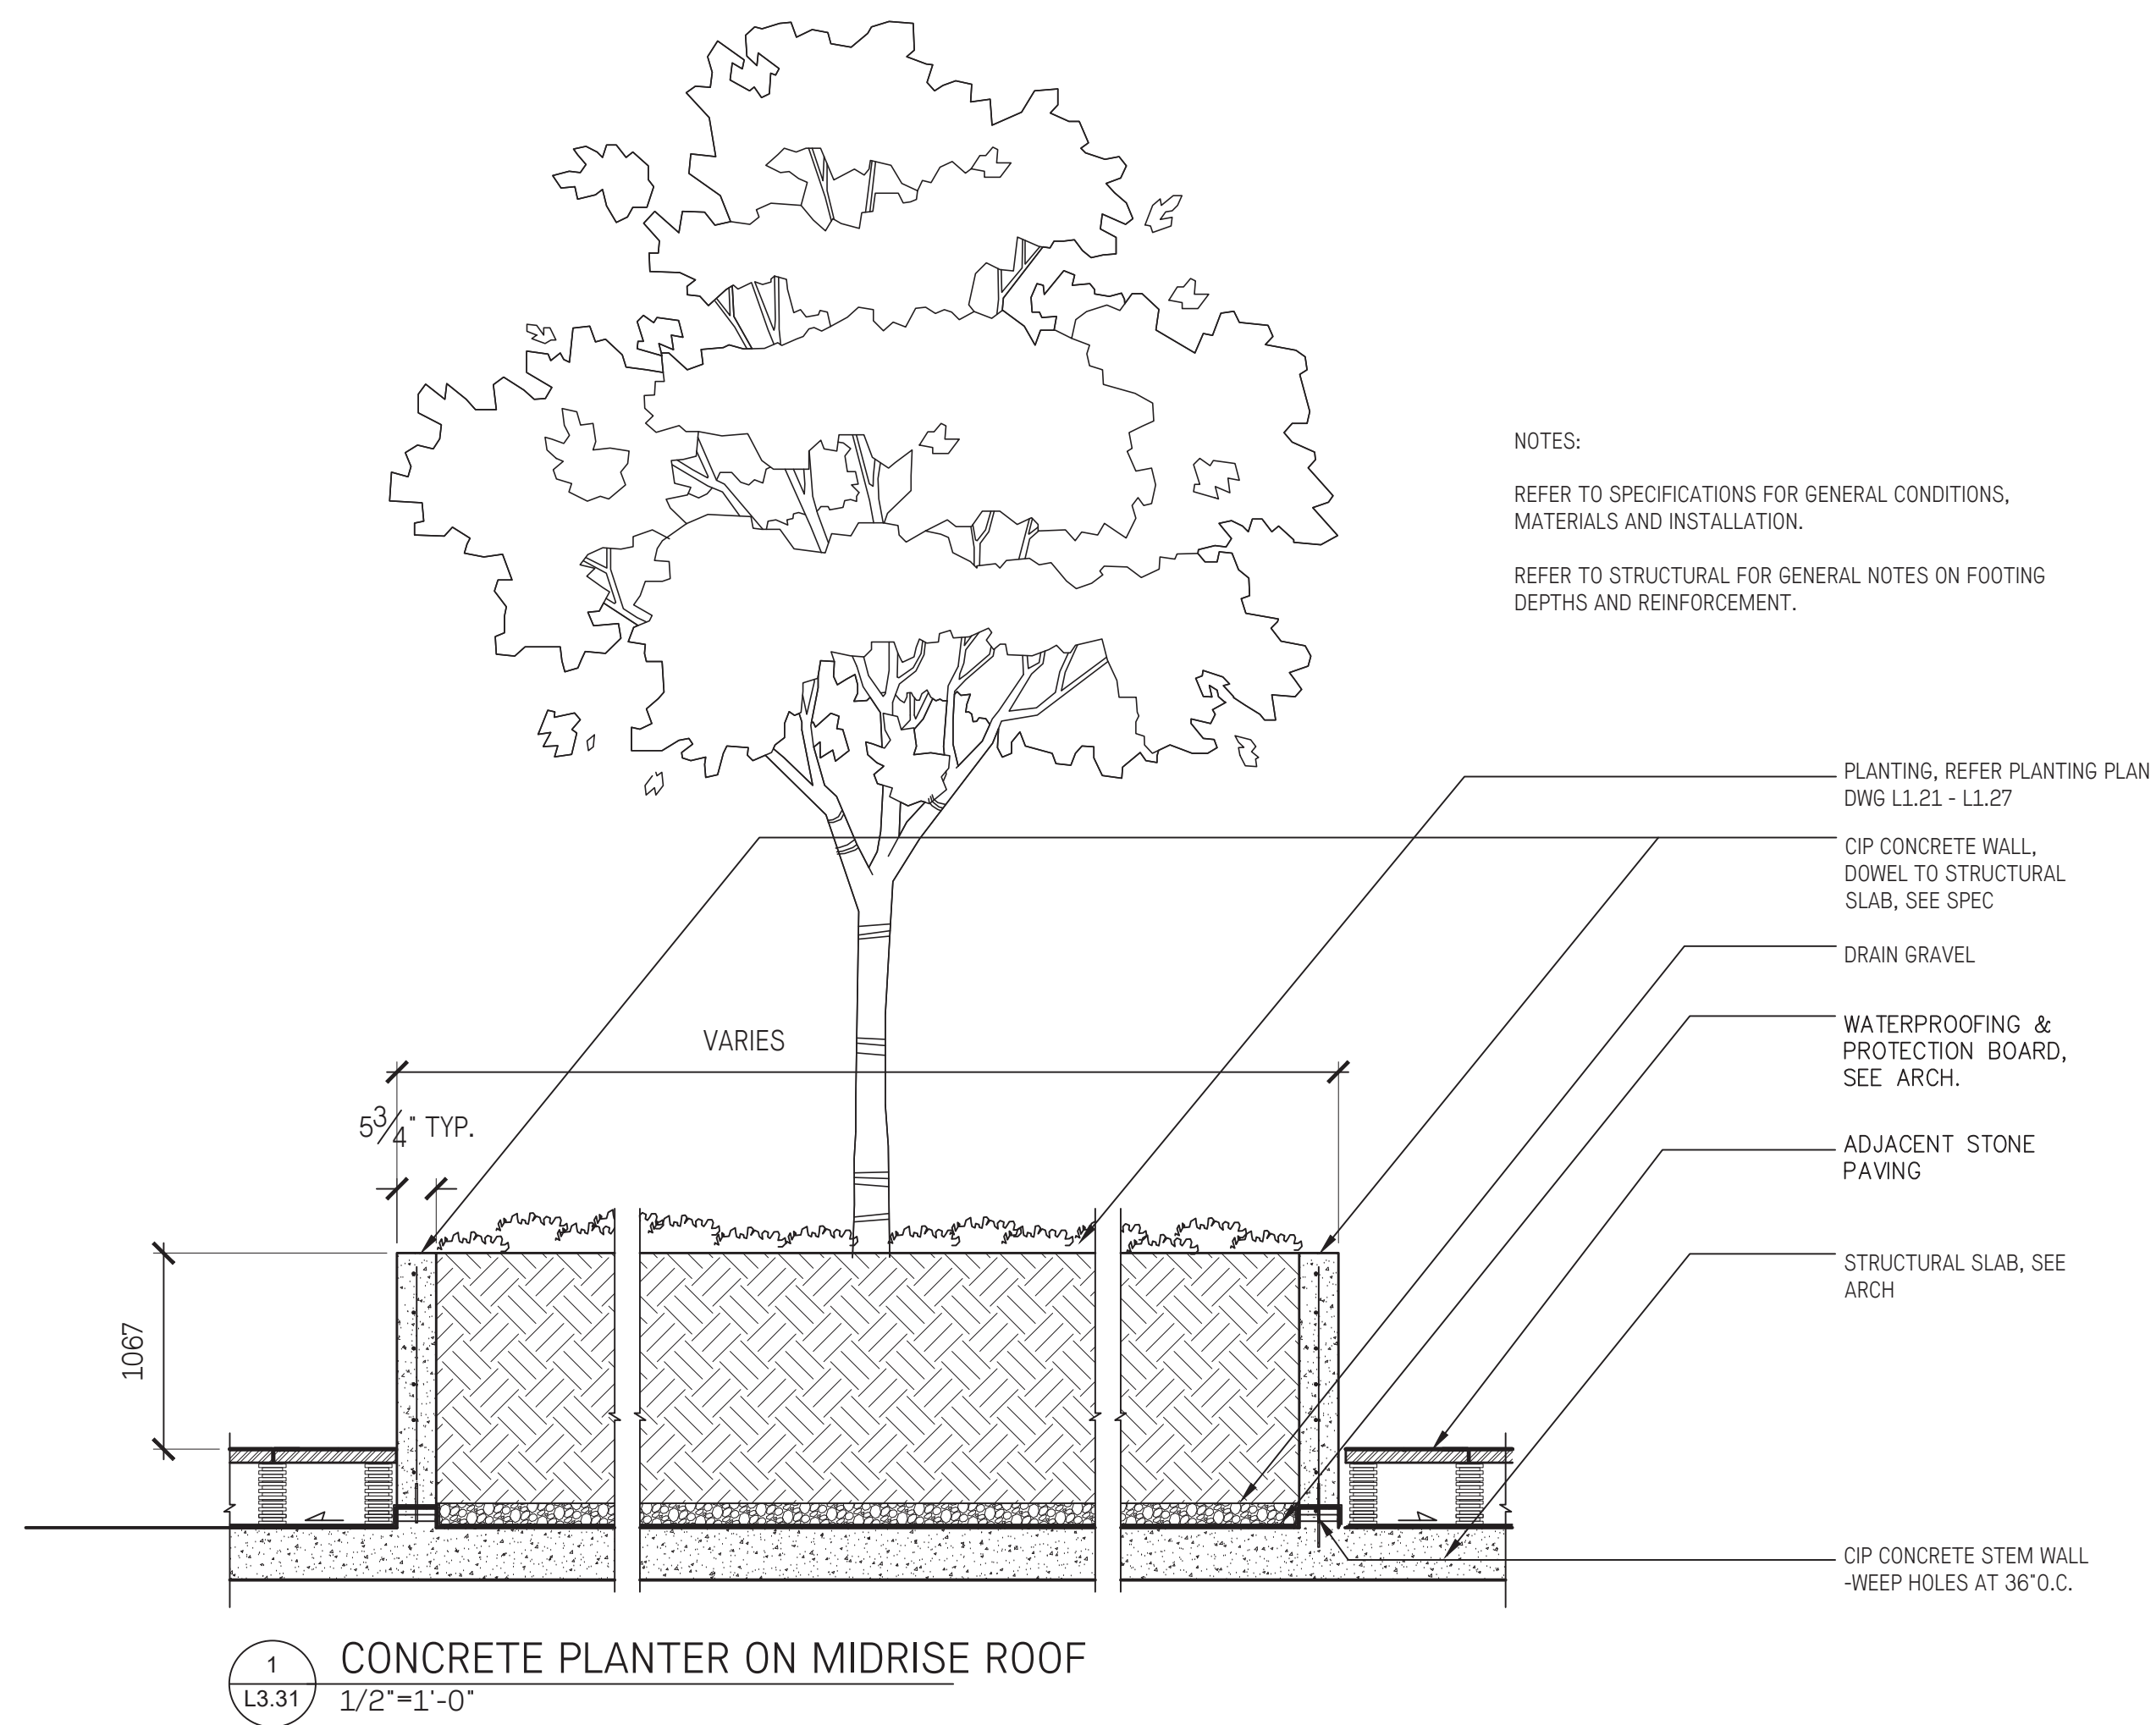 NOTES:
REFER TO SPECIFICATIONS FOR GENERAL CONDITIONS,
MATERIALS AND INSTALLATION.
REFER TO STRUCTURAL FOR GENERAL NOTES ON FOOTING
DEPTHS AND REINFORCEMENT.
PLANTING, REFER PLANTING PLAN
DWG L1.21 - L1.27
CIP CONCRETE WALL,
DOWEL TO STRUCTURAL
SLAB, SEE SPEC
DRAIN GRAVEL
WATERPROOFING &
PROTECTION BOARD,
SEE ARCH.
ADJACENT STONE
PAVING
STRUCTURAL SLAB, SEE
ARCH
CIP CONCRETE STEM WALL
-WEEP HOLES AT 36"O.C.
VARIES
5 3/4" TYP.
1067
1
L3.31
CONCRETE PLANTER ON MIDRISE ROOF
1/2"=1'-0"